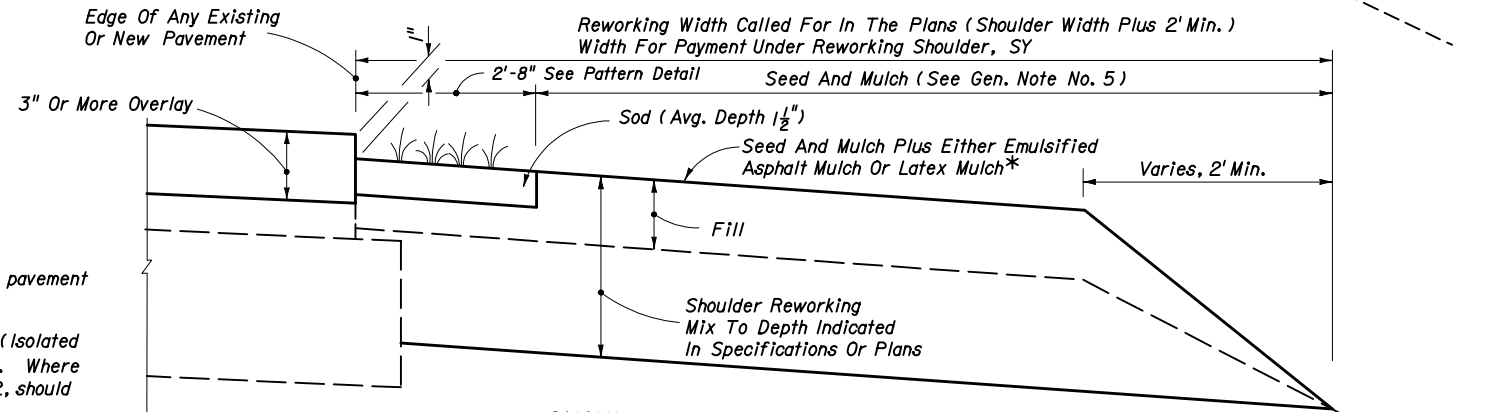 Edge Of Any Existing
Or New Pavement
1"
Reworking Width Called For In The Plans ( Shoulder Width Plus 2' Min. )
Width For Payment Under Reworking Shoulder, SY
2'-8" See Pattern Detail
Seed And Mulch ( See Gen. Note No. 5 )
3" Or More Overlay
Sod ( Avg. Depth 1½" )
Seed And Mulch Plus Either Emulsified
Asphalt Mulch Or Latex Mulch*
Varies, 2' Min.
Fill
pavement
Shoulder Reworking
Mix To Depth Indicated
In Specifications Or Plans
( Isolated
. Where
2, should